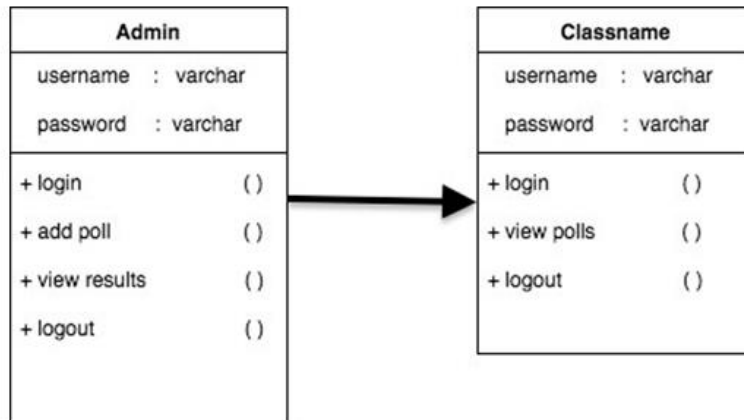 Admin
username : varchar
password : varchar
+ login ( )
+ add poll ( )
+ view results ( )
+ logout ( )
Classname
username : varchar
password : varchar
+ login ( )
+ view polls ( )
+ logout ( )